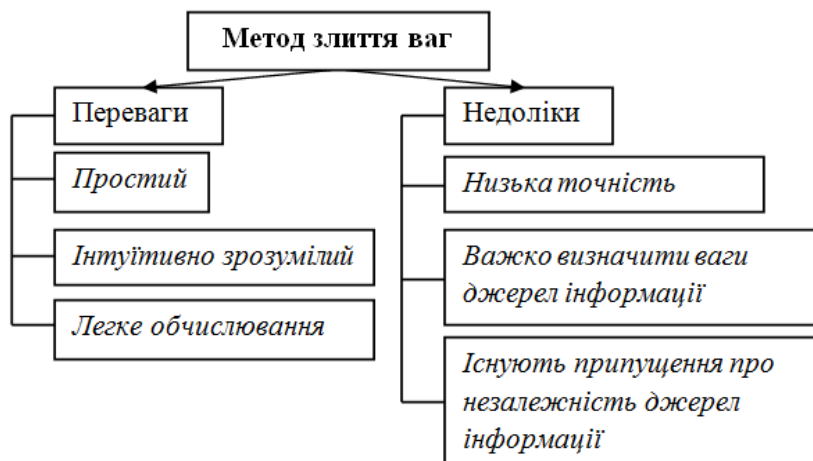 Метод злиття ваг
Переваги
Простий
Інтуїтивно зрозумілий
Легке обчислювання
Недоліки
Низька точність
Важко визначити ваги
джерел інформації
Існують припущення про
незалежність джерел
інформації